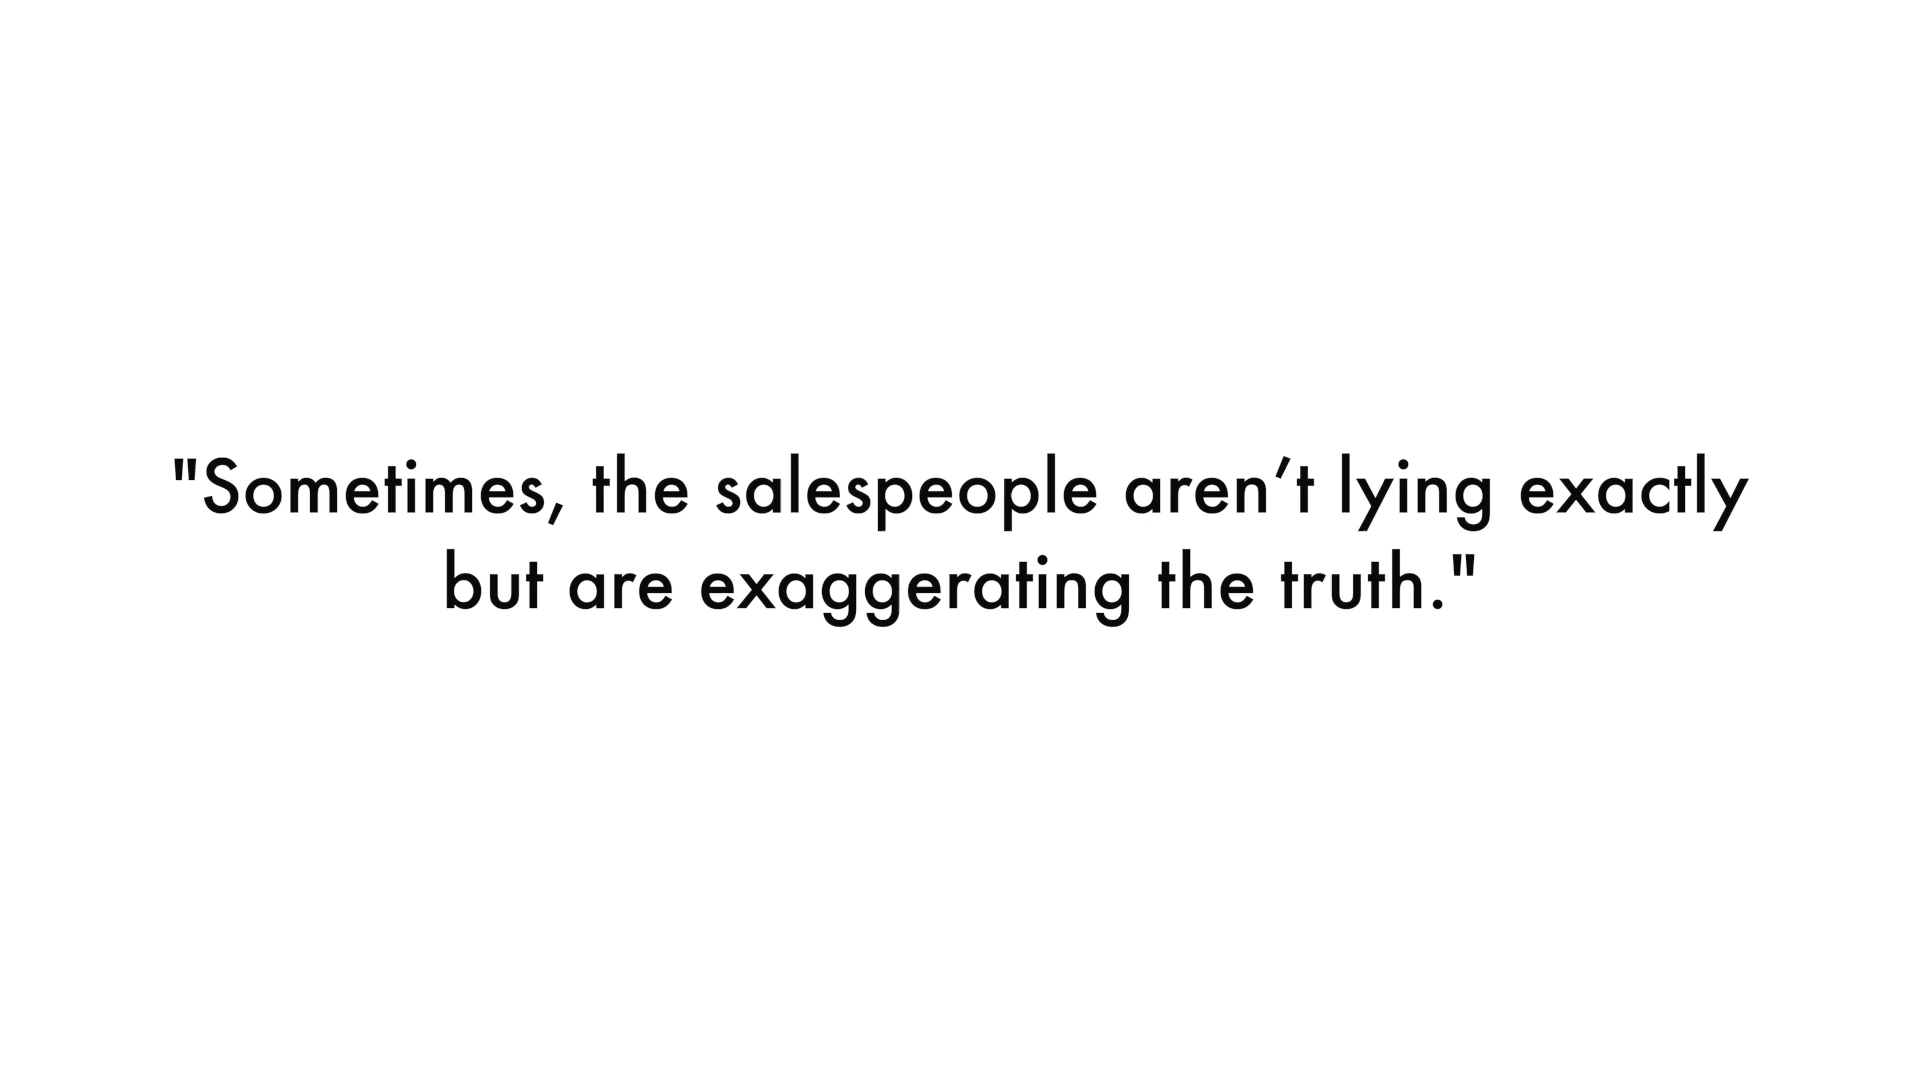 "Sometimes, the salespeople aren’t lying exactly
but are exaggerating the truth."